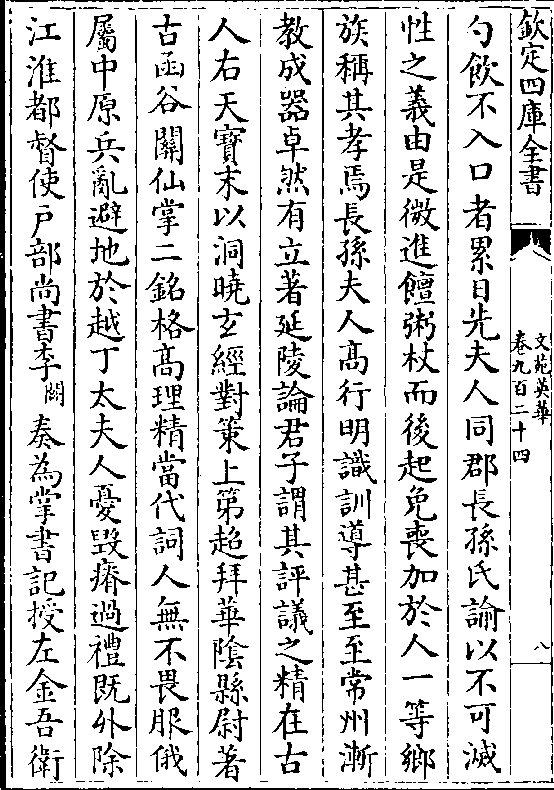 欽定四庫全書
文苑英華
卷九百二十四
八
勺飲不入口者累日先夫人同郡長孫氏諭以不可滅
性之義由是微進饘粥杖而後起免喪加於人一等鄉
族稱其孝焉長孫夫人髙行明識訓導甚至至常州漸
教成器卓然有立著延陵論君子謂其評議之精在古
人右天寳末以洞曉玄經對策上第超拜華隂縣尉著
古函谷闗仙掌二銘格髙理精當代詞人無不畏服俄
屬中原兵亂避地於越丁太夫人憂毁瘠過禮既外除
江淮都督使戸部尚書李闕奏為掌書記授左金吾衛